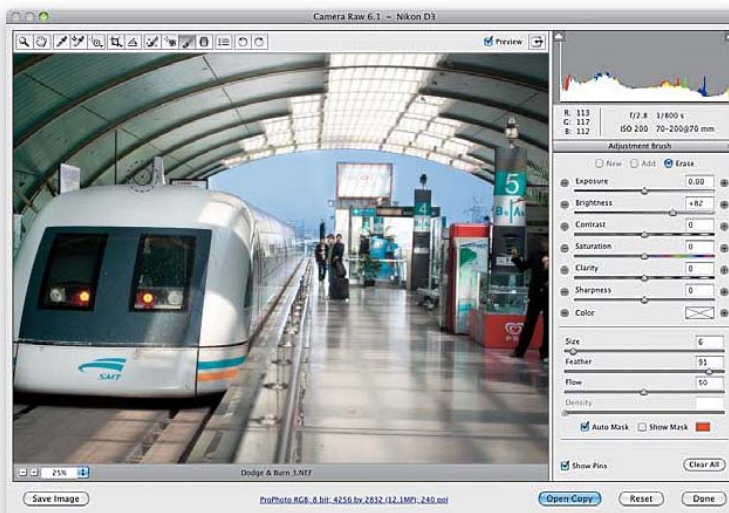 Camera Raw 6.1 - Nikon D3
Preview
R: 113
G: 117
B: 112
f/2.8 1/800 s
ISO 200 70-200@70 mm
Adjustment Brush
New Add Erase
Exposure 0.00
Brightness +82
Contrast 0
Saturation 0
Clarity 0
Sharpness 0
Color
Size 6
Feather 91
Flow 50
Density
Auto Mask Show Mask
Show Pins Clear All
5
4
SMT
25% Dodge & Burn 3.NEF
Save Image ProPhoto RGB; 8 bit; 4256 by 2832 (12.1MP); 240 ppi Open Copy Reset Done